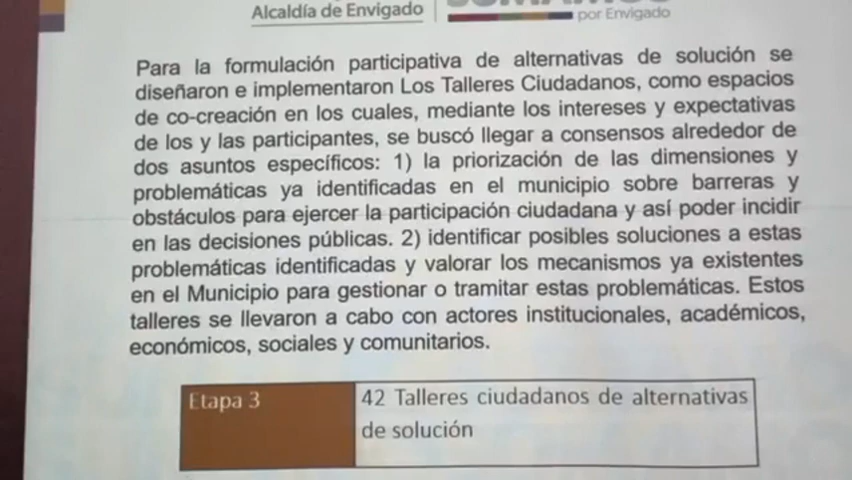 Alcaldía de Envigado
por Envigado
Para la formulación participativa de alternativas de solución se
diseñaron e implementaron Los Talleres Ciudadanos, como espacios
de co-creación en los cuales, mediante los intereses y expectativas
de los y las participantes, se buscó llegar a consensos alrededor de
dos asuntos específicos: 1) la priorización de las dimensiones y
problemáticas ya identificadas en el municipio sobre barreras y
obstáculos para ejercer la participación ciudadana y así poder incidir
en las decisiones públicas. 2) identificar posibles soluciones a estas
problemáticas identificadas y valorar los mecanismos ya existentes
en el Municipio para gestionar o tramitar estas problemáticas. Estos
talleres se llevaron a cabo con actores institucionales, académicos,
económicos, sociales y comunitarios.
Etapa 3
42 Talleres ciudadanos de alternativas
de solución